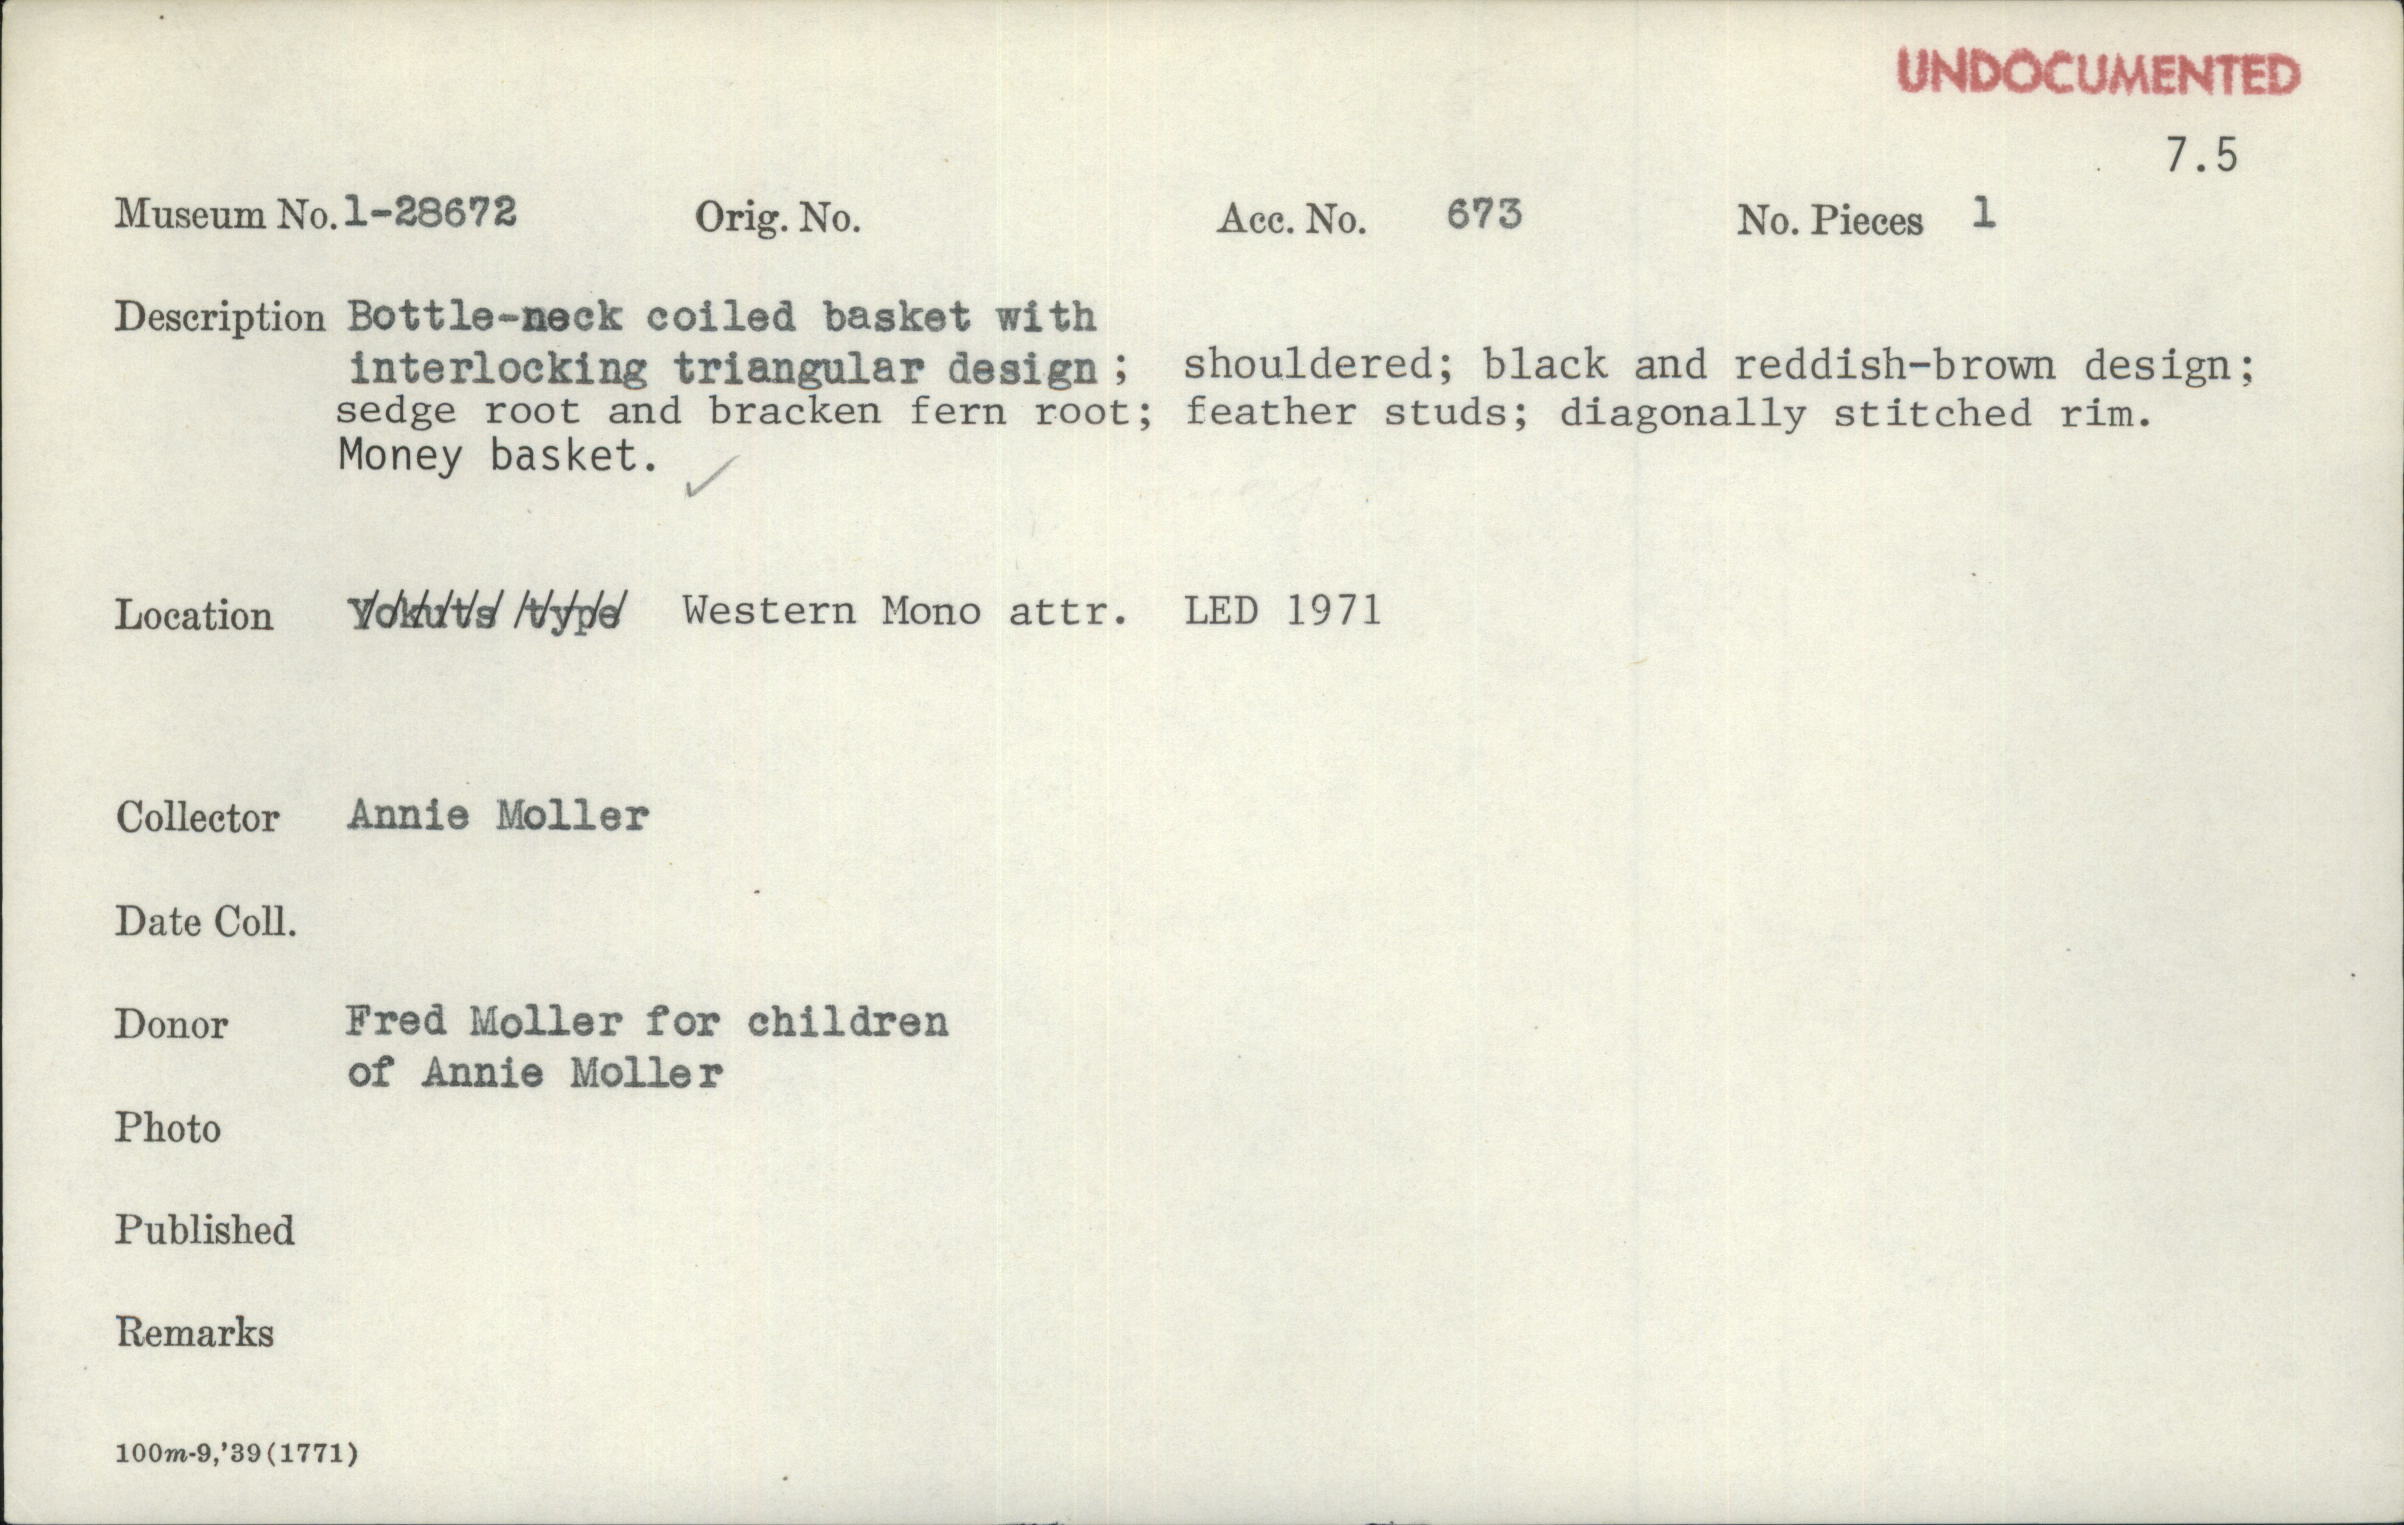 UNDOCUMENTED
7.5
Museum No. 1-28672 Orig. No. Acc. No. 673 No. Pieces 1
Description Bottle-neck coiled basket with
interlocking triangular design; shouldered; black and reddish-brown design;
sedge root and bracken fern root; feather studs; diagonally stitched rim.
Money basket. ✓
Location Yokuts type Western Mono attr. LED 1971
Collector Annie Moller
Date Coll.
Donor Fred Moller for children
of Annie Moller
Photo
Published
Remarks
100m-9,'39(1771)